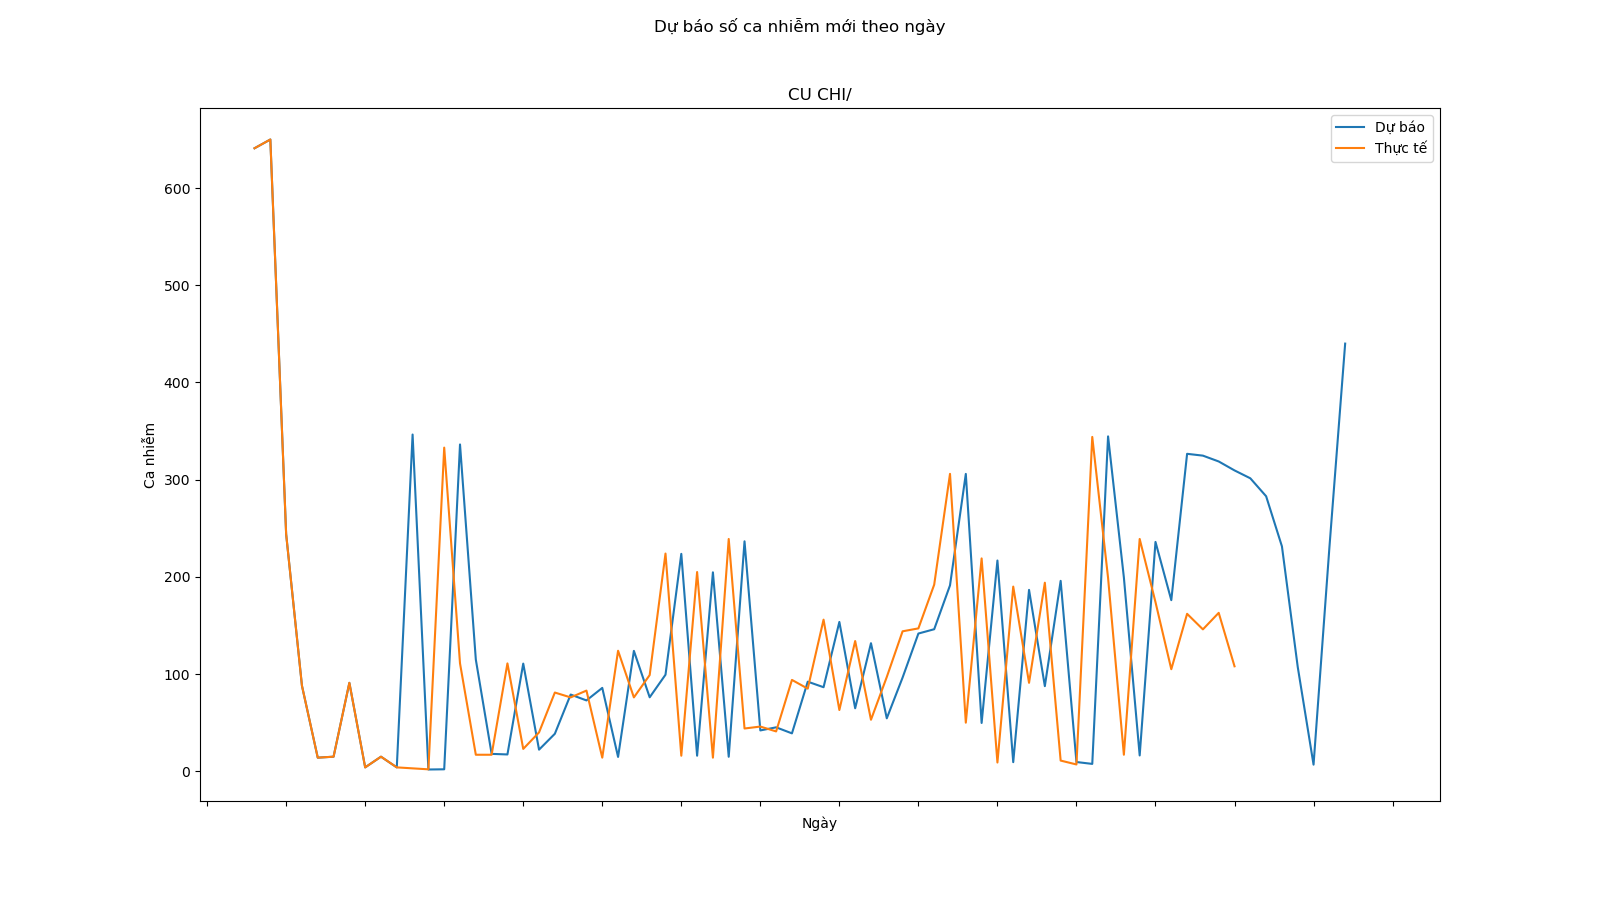 Dự báo số ca nhiễm mới theo ngày
CU CHI/
Dự báo
Thực tế
600
500
400
300
200
100
0
Ca nhiễm
Ngày